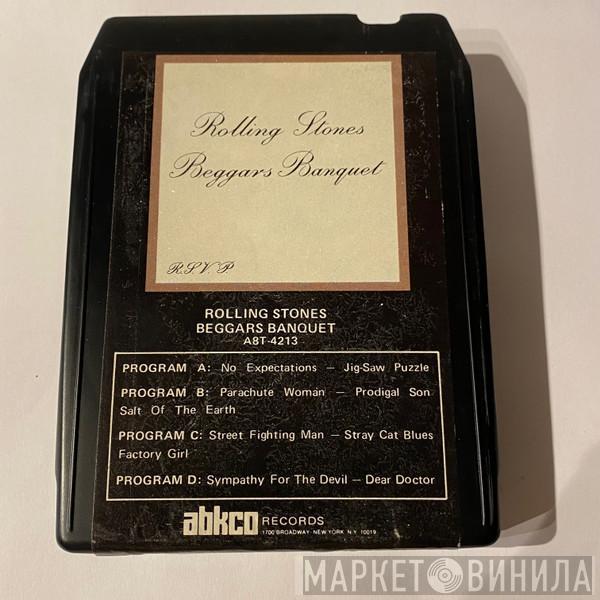 Rolling Stones
Beggars Banquet
R.S.V.P.
ROLLING STONES
BEGGARS BANQUET
A8T-4213
PROGRAM A: No Expectations — Jig-Saw Puzzle
PROGRAM B: Parachute Woman — Prodigal Son
Salt Of The Earth
PROGRAM C: Street Fighting Man — Stray Cat Blues
Factory Girl
PROGRAM D: Sympathy For The Devil — Dear Doctor
abkco RECORDS
1700 BROADWAY · NEW YORK N.Y. 10019
МАРКЕТ ВИНИЛА